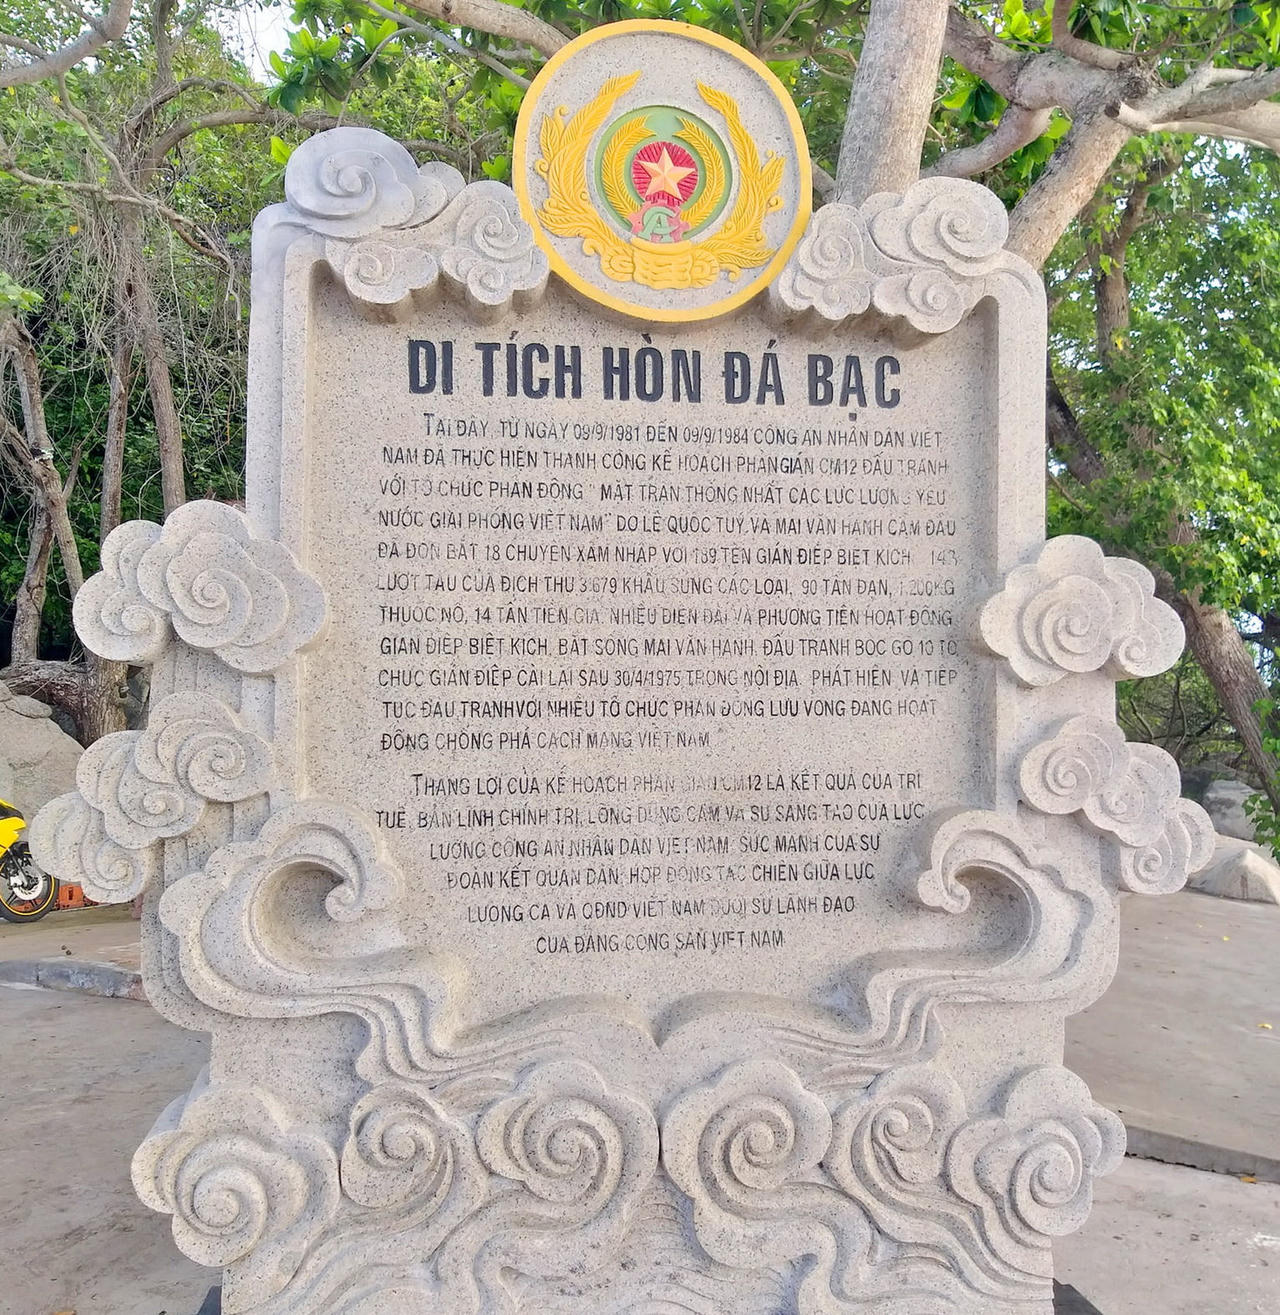 DI TÍCH HÒN ĐÁ BẠC
TẠI ĐÂY, TỪ NGÀY 09/9/1981 ĐẾN 09/9/1984 CÔNG AN NHÂN DÂN VIỆT
NAM ĐÃ THỰC HIỆN THÀNH CÔNG KẾ HOẠCH PHẢN GIÁN CM12 ĐẤU TRANH
VỚI TỔ CHỨC PHẢN ĐỘNG "MẶT TRẬN THỐNG NHẤT CÁC LỰC LƯỢNG YÊU
NƯỚC GIẢI PHÓNG VIỆT NAM" DO LÊ QUỐC TUÝ VÀ MAI VĂN HẠNH CẦM ĐẦU
ĐÃ ĐÓN BẮT 18 CHUYẾN XÂM NHẬP VỚI 189 TÊN GIÁN ĐIỆP BIỆT KÍCH
LƯỢT TÀU CỦA ĐỊCH THU 3.679 KHẨU SÚNG CÁC LOẠI, 90 TẤN ĐẠN, 1.200KG
THUỐC NỔ, 14 TẤN TIỀN GIẢ, NHIỀU ĐIỆN ĐÀI VÀ PHƯƠNG TIỆN HOẠT ĐỘNG
GIÁN ĐIỆP BIỆT KÍCH, BẮT SỐNG MAI VĂN HẠNH, ĐẤU TRANH BÓC GỠ 10 TỔ
CHỨC GIÁN ĐIỆP CÀI LẠI SAU 30/4/1975 TRONG NỘI ĐỊA, PHÁT HIỆN VÀ TIẾP
TỤC ĐẤU TRANH VỚI NHIỀU TỔ CHỨC PHẢN ĐỘNG LƯU VONG ĐANG HOẠT
ĐỘNG CHỐNG PHÁ CÁCH MẠNG VIỆT NAM
THẮNG LỢI CỦA KẾ HOẠCH PHẢN GIÁN CM12 LÀ KẾT QUẢ CỦA TRÍ
TUỆ, BẢN LĨNH CHÍNH TRỊ, LÒNG DŨNG CẢM VÀ SỰ SÁNG TẠO CỦA LỰC
LƯỢNG CÔNG AN NHÂN DÂN VIỆT NAM, SỨC MẠNH CỦA SỰ
ĐOÀN KẾT QUÂN DÂN, HỢP ĐỒNG TÁC CHIẾN GIỮA LỰC
LƯỢNG CA VÀ QĐND VIỆT NAM DƯỚI SỰ LÃNH ĐẠO
CỦA ĐẢNG CỘNG SẢN VIỆT NAM